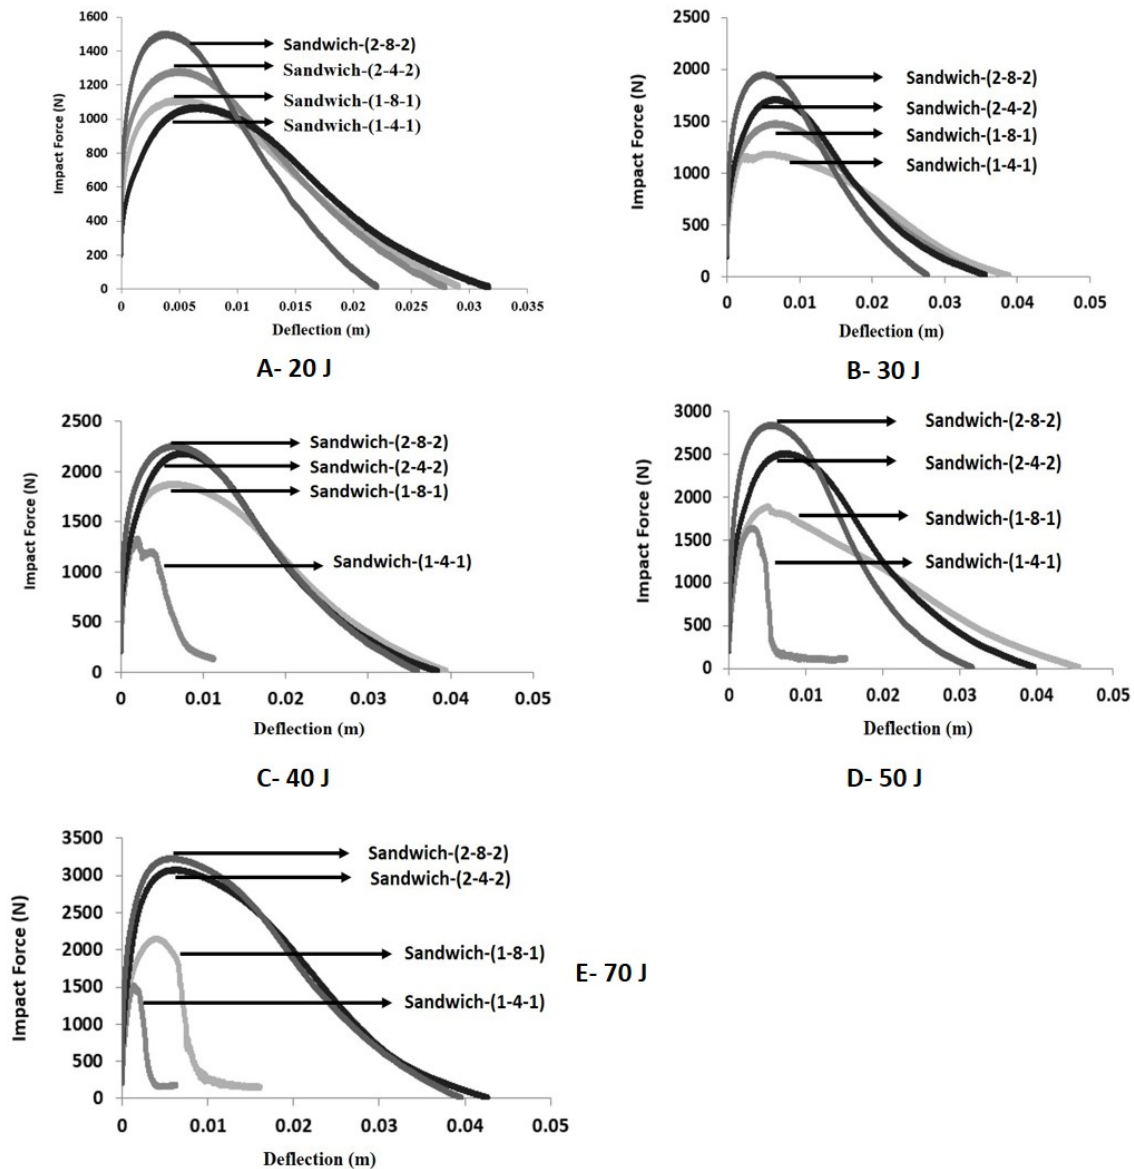 1600
1400
1200
1000
800
600
400
200
0
Impact Force (N)
Sandwich-(2-8-2)
Sandwich-(2-4-2)
Sandwich-(1-8-1)
Sandwich-(1-4-1)
0 0.005 0.01 0.015 0.02 0.025 0.03 0.035
Deflection (m)
A- 20 J
2500
2000
1500
1000
500
0
Impact Force (N)
Sandwich-(2-8-2)
Sandwich-(2-4-2)
Sandwich-(1-8-1)
Sandwich-(1-4-1)
0 0.01 0.02 0.03 0.04 0.05
Deflection (m)
B- 30 J
2500
2000
1500
1000
500
0
Impact Force (N)
Sandwich-(2-8-2)
Sandwich-(2-4-2)
Sandwich-(1-8-1)
Sandwich-(1-4-1)
0 0.01 0.02 0.03 0.04 0.05
Deflection (m)
C- 40 J
3000
2500
2000
1500
1000
500
0
Impact Force (N)
Sandwich-(2-8-2)
Sandwich-(2-4-2)
Sandwich-(1-8-1)
Sandwich-(1-4-1)
0 0.01 0.02 0.03 0.04 0.05
Deflection (m)
D- 50 J
3500
3000
2500
2000
1500
1000
500
0
Impact Force (N)
Sandwich-(2-8-2)
Sandwich-(2-4-2)
Sandwich-(1-8-1)
Sandwich-(1-4-1)
0 0.01 0.02 0.03 0.04 0.05
Deflection (m)
E- 70 J